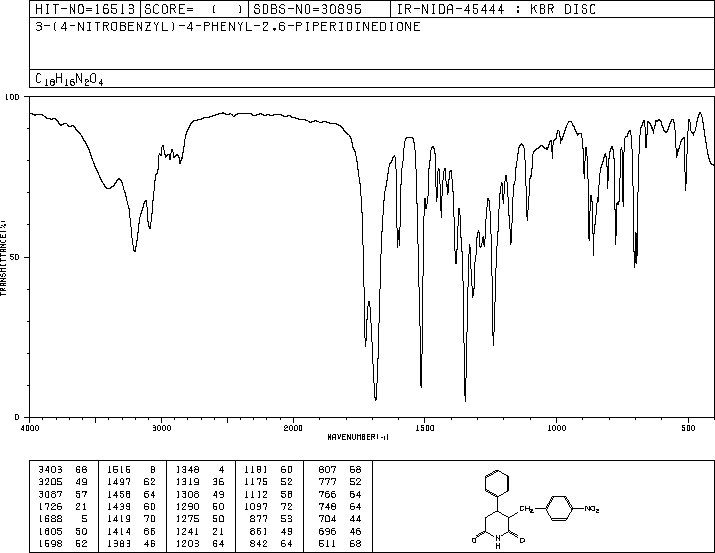 HIT-NO=16513 SCORE= ( ) SDBS-NO=30895 IR-NIDA-45444 : KBR DISC
3-(4-NITROBENZYL)-4-PHENYL-2,6-PIPERIDINEDIONE
C18H16N2O4
100
50
0
TRANSMITTANCE(%)
4000 3000 2000 1500 1000 500
WAVENUMBER(-1)
3403 66 1515 8 1348 4 1181 60 807 68
3205 49 1497 62 1319 36 1175 52 777 52
3087 57 1458 64 1308 49 1112 58 766 64
1726 21 1439 60 1290 50 1097 72 748 64
1688 5 1419 70 1275 50 877 53 704 44
1605 50 1414 66 1241 21 861 49 696 46
1598 52 1383 46 1203 64 842 64 511 68
CH2
NO2
O N O
H